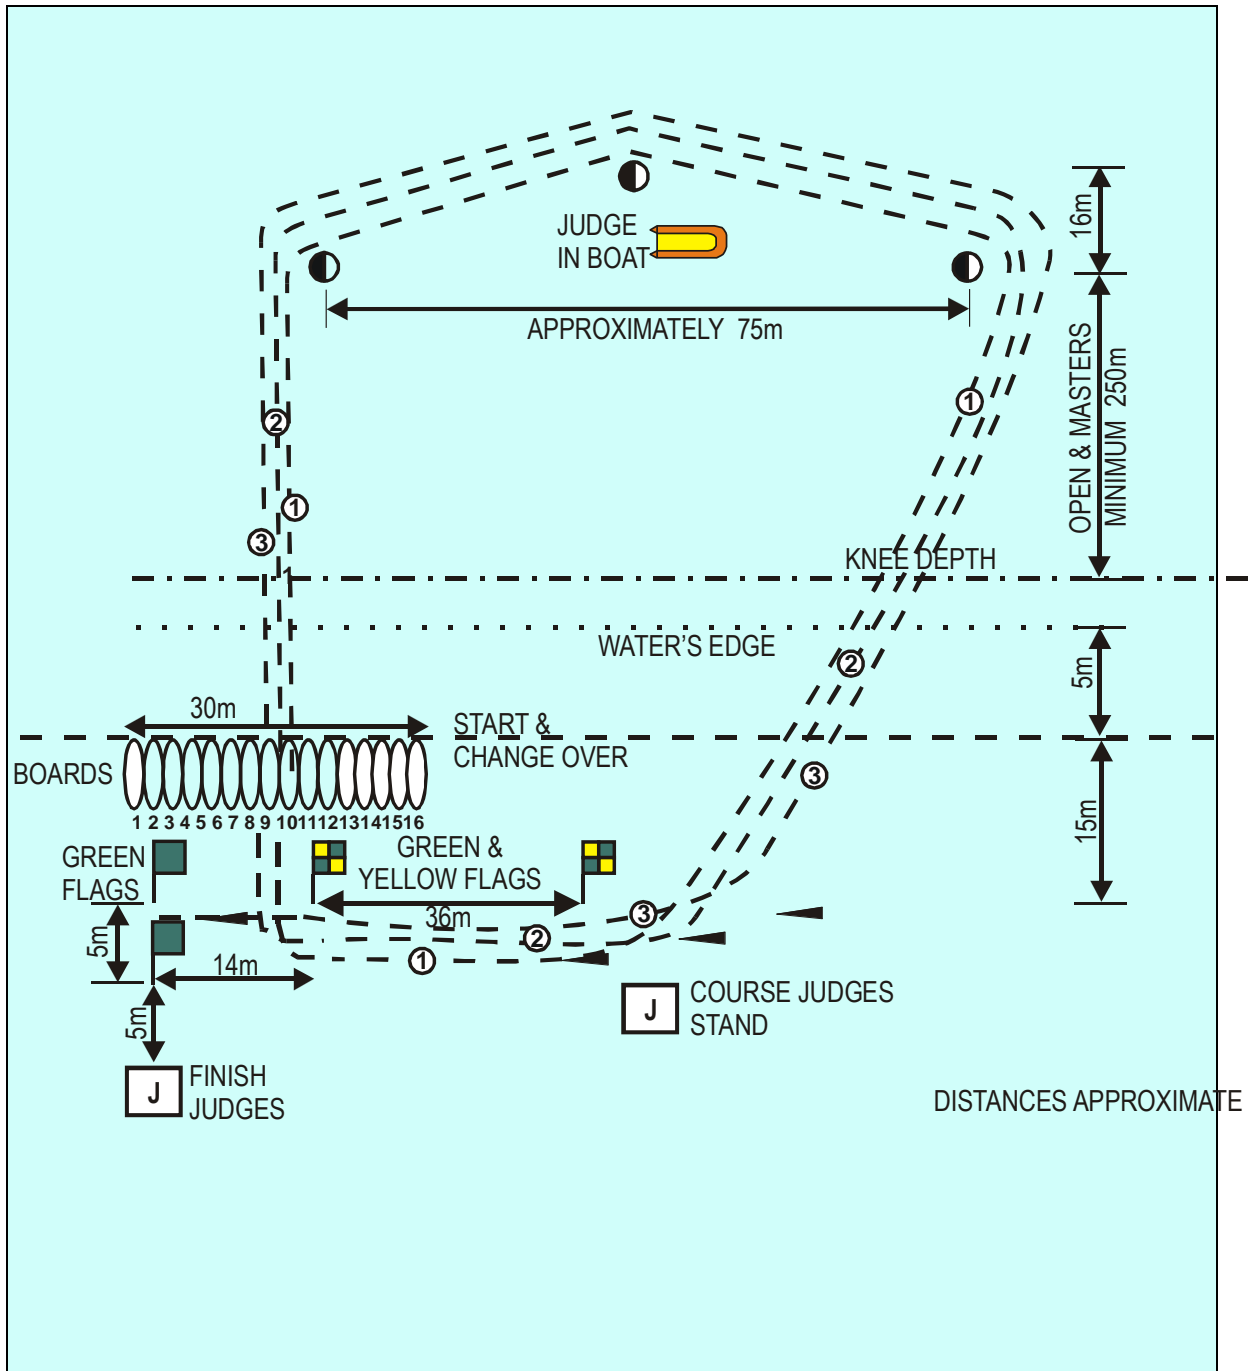 JUDGE
IN BOAT
16m
APPROXIMATELY 75m
OPEN & MASTERS
MINIMUM 250m
1
2
1
3
KNEE DEPTH
WATER'S EDGE
2
5m
30m
START &
CHANGE OVER
BOARDS
3
1 2 3 4 5 6 7 8 9 10 11 12 13 14 15 16
15m
GREEN
FLAGS
GREEN &
YELLOW FLAGS
36m
3
2
1
5m
14m
5m
J
COURSE JUDGES
STAND
J
FINISH
JUDGES
DISTANCES APPROXIMATE